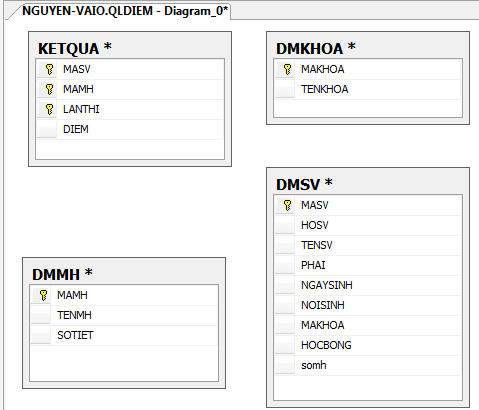 NGUYEN-VAIO.QLDIEM - Diagram_0*
KETQUA *
MASV
MAMH
LANTHI
DIEM
DMKHOA *
MAKHOA
TENKHOA
DMSV *
MASV
HOSV
TENSV
PHAI
NGAYSINH
NOISINH
MAKHOA
HOCBONG
somh
DMMH *
MAMH
TENMH
SOTIET